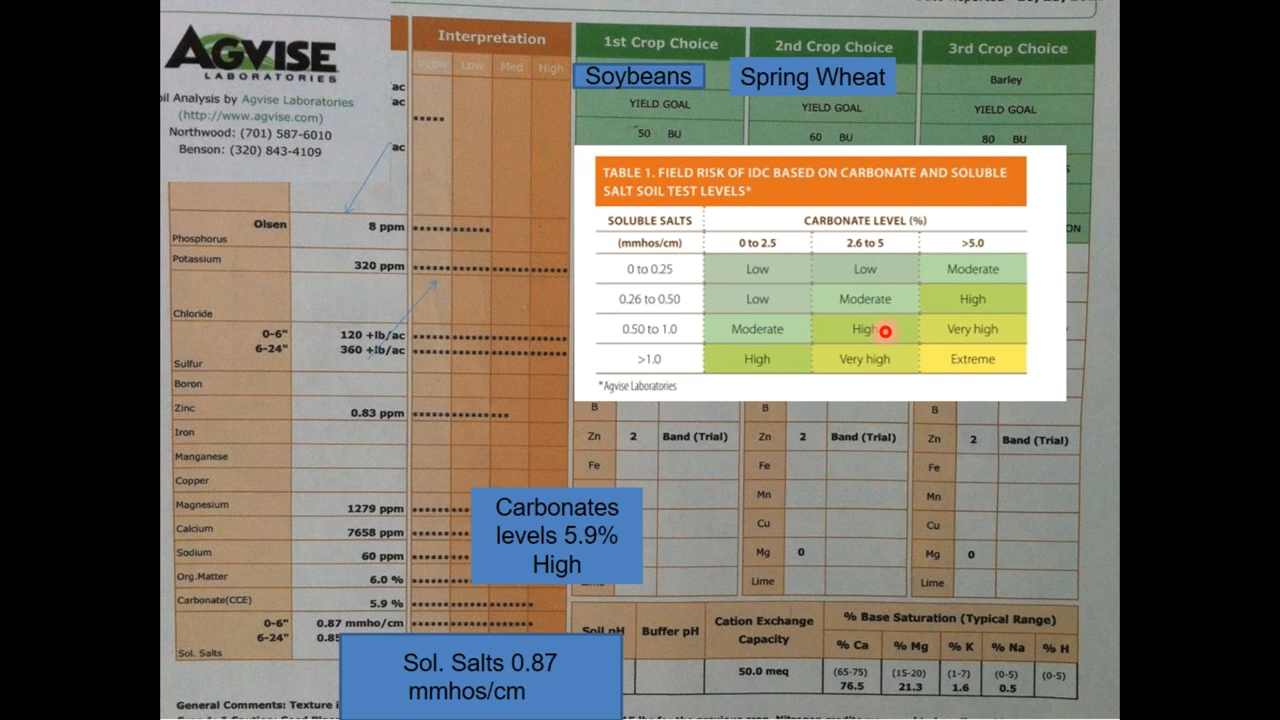 AGVISE
LABORATORIES
Soil Analysis by Agvise Laboratories
(http://www.agvise.com)
Northwood: (701) 587-6010
Benson: (320) 843-4109
ac
ac
ac
Interpretation
VLow Low Med High
1st Crop Choice 2nd Crop Choice 3rd Crop Choice
Soybeans Spring Wheat Barley
YIELD GOAL YIELD GOAL YIELD GOAL
50 BU 60 BU 80 BU
TABLE 1. FIELD RISK OF IDC BASED ON CARBONATE AND SOLUBLE
SALT SOIL TEST LEVELS*
SOLUBLE SALTS CARBONATE LEVEL (%)
(mmhos/cm) 0 to 2.5 2.6 to 5 >5.0
0 to 0.25 Low Low Moderate
0.26 to 0.50 Low Moderate High
0.50 to 1.0 Moderate High Very high
>1.0 High Very high Extreme
*Agvise Laboratories
Olsen 8 ppm
Phosphorus
Potassium 320 ppm
Chloride
0-6" 120 +lb/ac
6-24" 360 +lb/ac
Sulfur
Boron
Zinc 0.83 ppm
Iron
Manganese
Copper
Magnesium 1279 ppm
Calcium 7658 ppm
Sodium 60 ppm
Org.Matter 6.0 %
Carbonate(CCE) 5.9 %
0-6" 0.87 mmho/cm
6-24"
Sol. Salts
B B B
Zn 2 Band (Trial) Zn 2 Band (Trial) Zn 2 Band (Trial)
Fe Fe Fe
Mn Mn
Cu Cu
Mg 0 Mg 0
Lime Lime
Carbonates
levels 5.9%
High
Sol. Salts 0.87
mmhos/cm
Soil pH Buffer pH Cation Exchange Capacity % Base Saturation (Typical Range)
% Ca % Mg % K % Na % H
50.0 meq (65-75) (15-20) (1-7) (0-5) (0-5)
76.5 21.3 1.6 0.5
General Comments: Texture i